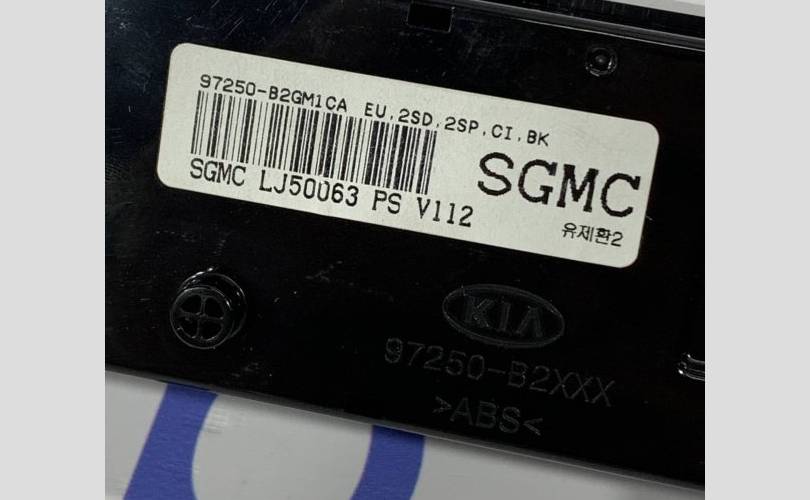 97250-B2GM1CA EU,2SD,2SP,CI,BK
SGMC LJ50063 PS V112
SGMC
유제환2
KIA
97250-B2XXX
>ABS<